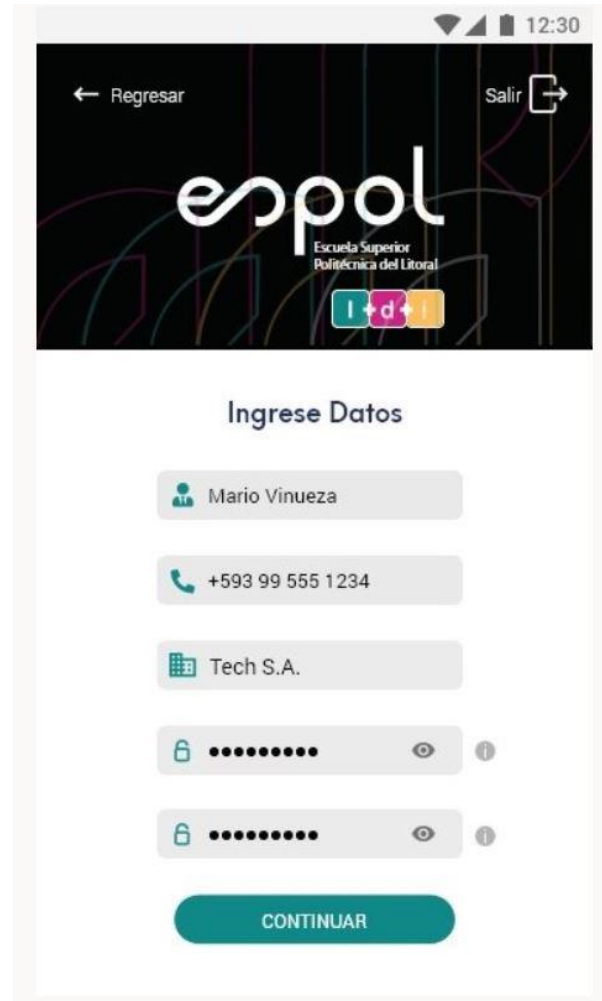 12:30
Regresar
Salir
espol
Escuela Superior
Politécnica del Litoral
I+d+i
Ingrese Datos
Mario Vinueza
+593 99 555 1234
Tech S.A.
•••••••••
•••••••••
CONTINUAR